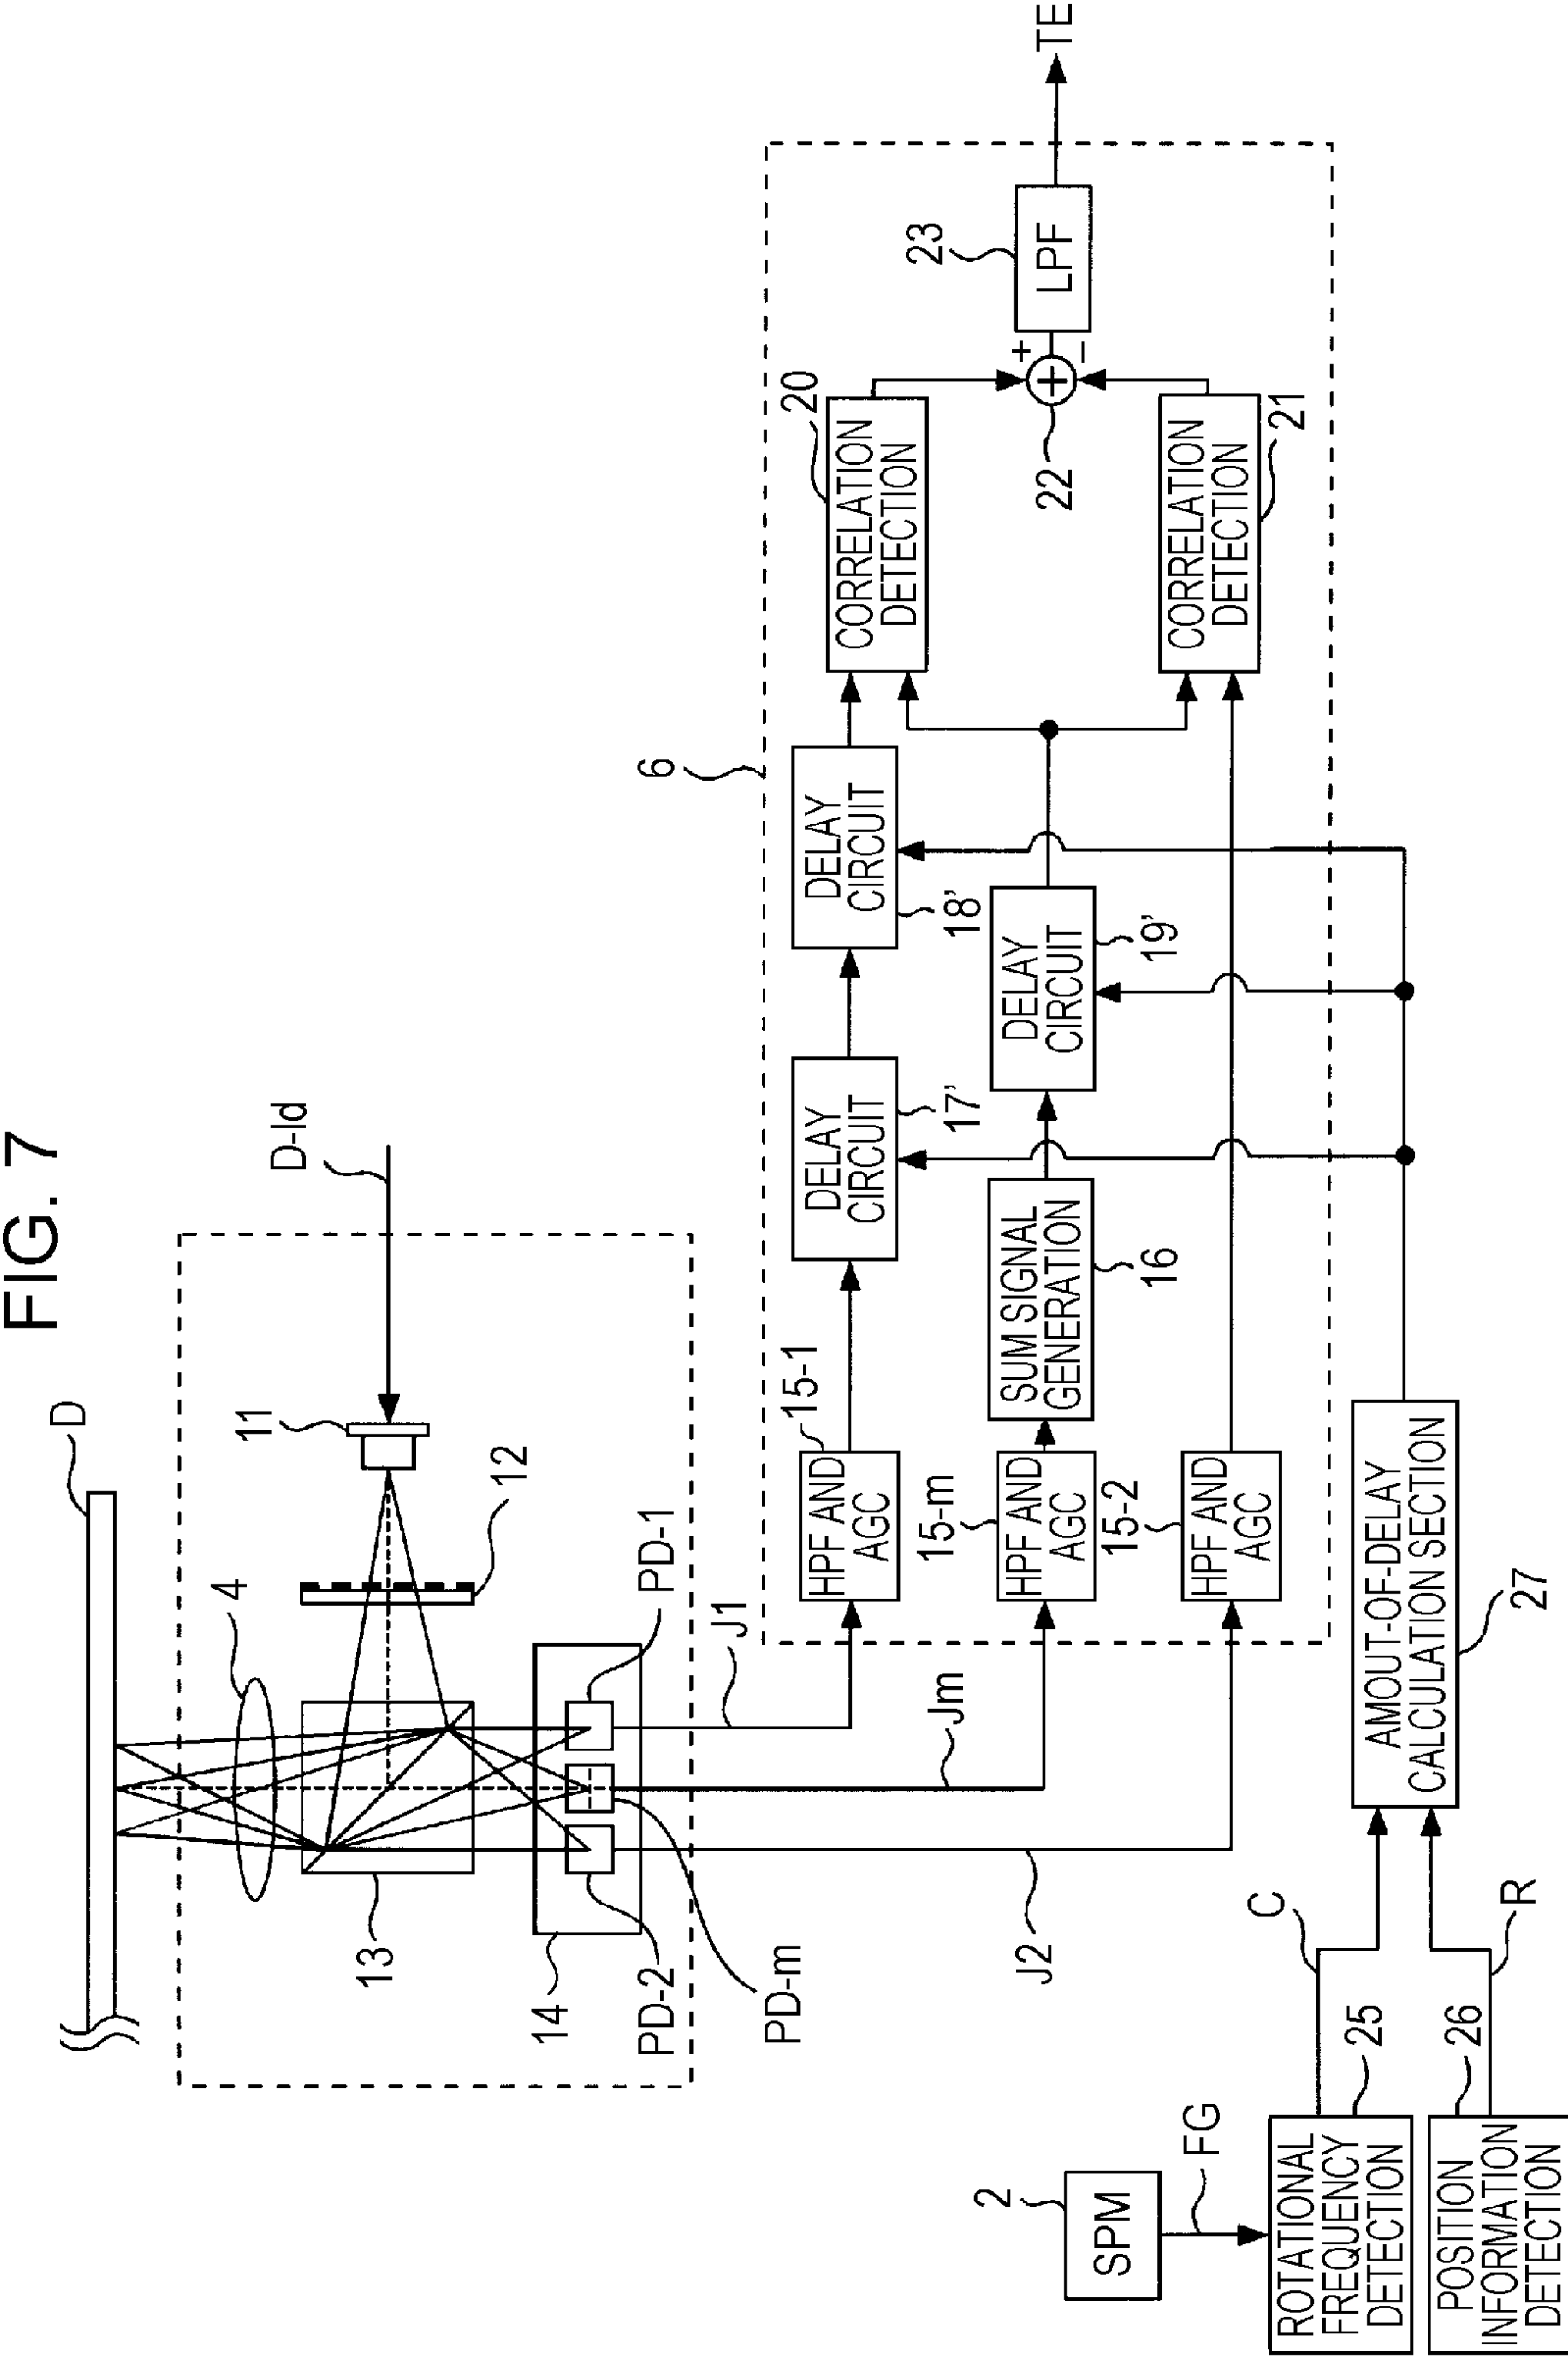 FIG. 7
D
D-ld
4
11
12
13
14
PD-1
PD-2
PD-m
J1
Jm
J2
6
HPF AND
AGC
15-1
HPF AND
AGC
15-m
HPF AND
AGC
15-2
SUM SIGNAL
GENERATION
16
DELAY
CIRCUIT
17'
DELAY
CIRCUIT
18'
DELAY
CIRCUIT
19'
CORRELATION
DETECTION
20
CORRELATION
DETECTION
21
+
−
+
22
LPF
23
TE
2
SPM
FG
ROTATIONAL
FREQUENCY
DETECTION
25
C
POSITION
INFORMATION
DETECTION
26
R
AMOUT-OF-DELAY
CALCULATION SECTION
27